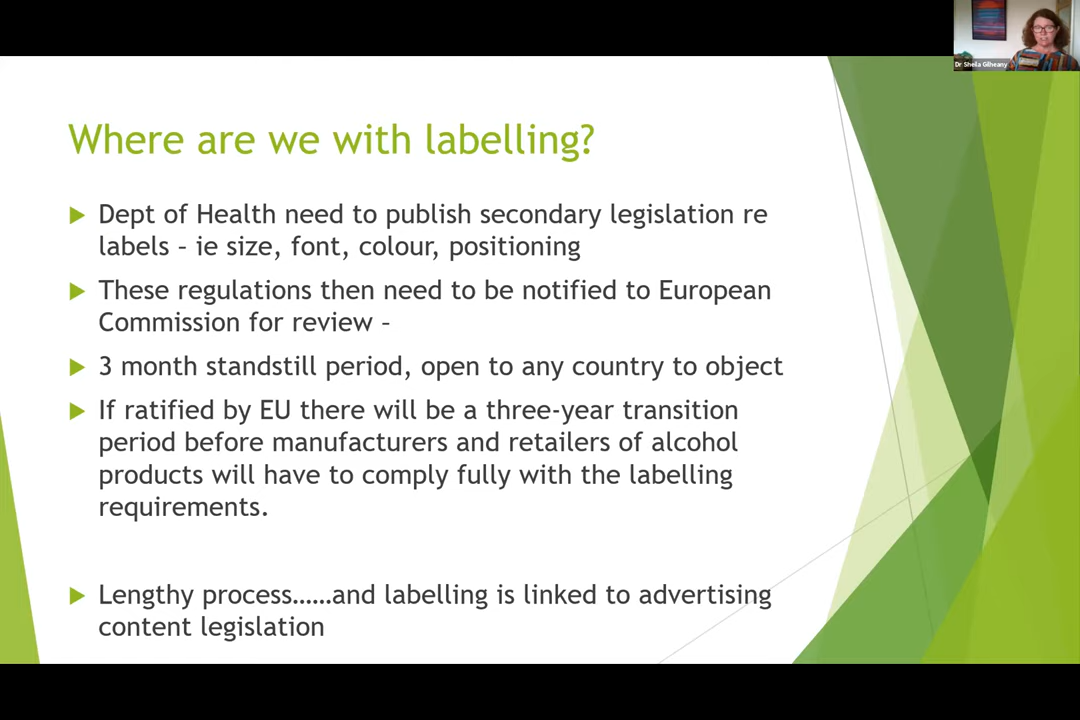 Dr Sheila Gilheany
Where are we with labelling?
Dept of Health need to publish secondary legislation re
labels – ie size, font, colour, positioning
These regulations then need to be notified to European
Commission for review –
3 month standstill period, open to any country to object
If ratified by EU there will be a three-year transition
period before manufacturers and retailers of alcohol
products will have to comply fully with the labelling
requirements.
Lengthy process……and labelling is linked to advertising
content legislation